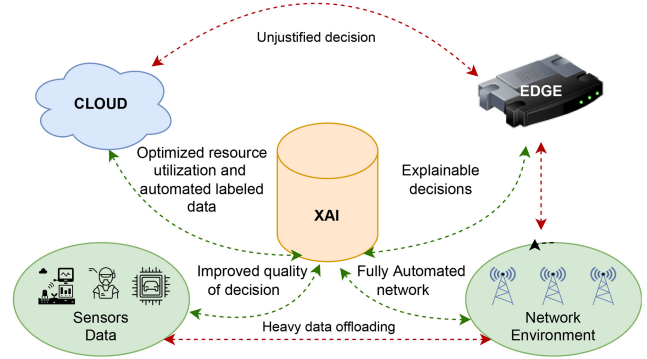 Unjustified decision
CLOUD
EDGE
Optimized resource
utilization and
automated labeled
data
Explainable
decisions
XAI
Improved quality
of decision
Fully Automated
network
Sensors
Data
Network
Environment
Heavy data offloading